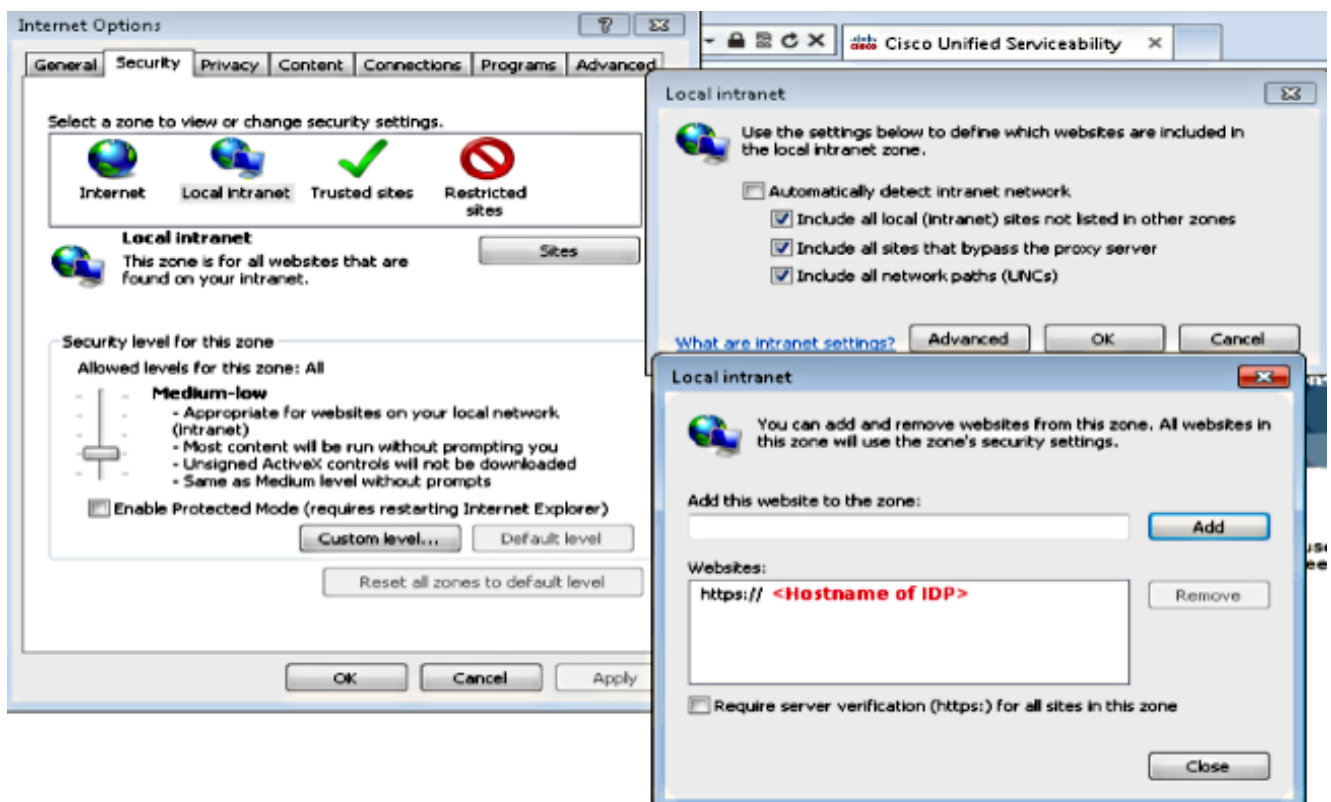 Internet Options
General Security Privacy Content Connections Programs Advanced
Select a zone to view or change security settings.
Internet
Local intranet
Trusted sites
Restricted
sites
Local intranet
This zone is for all websites that are
found on your intranet.
Sites
Security level for this zone
Allowed levels for this zone: All
Medium-low
- Appropriate for websites on your local network
(intranet)
- Most content will be run without prompting you
- Unsigned ActiveX controls will not be downloaded
- Same as Medium level without prompts
Enable Protected Mode (requires restarting Internet Explorer)
Custom level...
Default level
Reset all zones to default level
OK
Cancel
Apply
cisco Cisco Unified Serviceability
Local intranet
Use the settings below to define which websites are included in
the local intranet zone.
Automatically detect intranet network
Include all local (intranet) sites not listed in other zones
Include all sites that bypass the proxy server
Include all network paths (UNCs)
What are intranet settings?
Advanced
OK
Cancel
Local intranet
You can add and remove websites from this zone. All websites in
this zone will use the zone's security settings.
Add this website to the zone:
Add
Websites:
https:// <Hostname of IDP>
Remove
Require server verification (https:) for all sites in this zone
Close